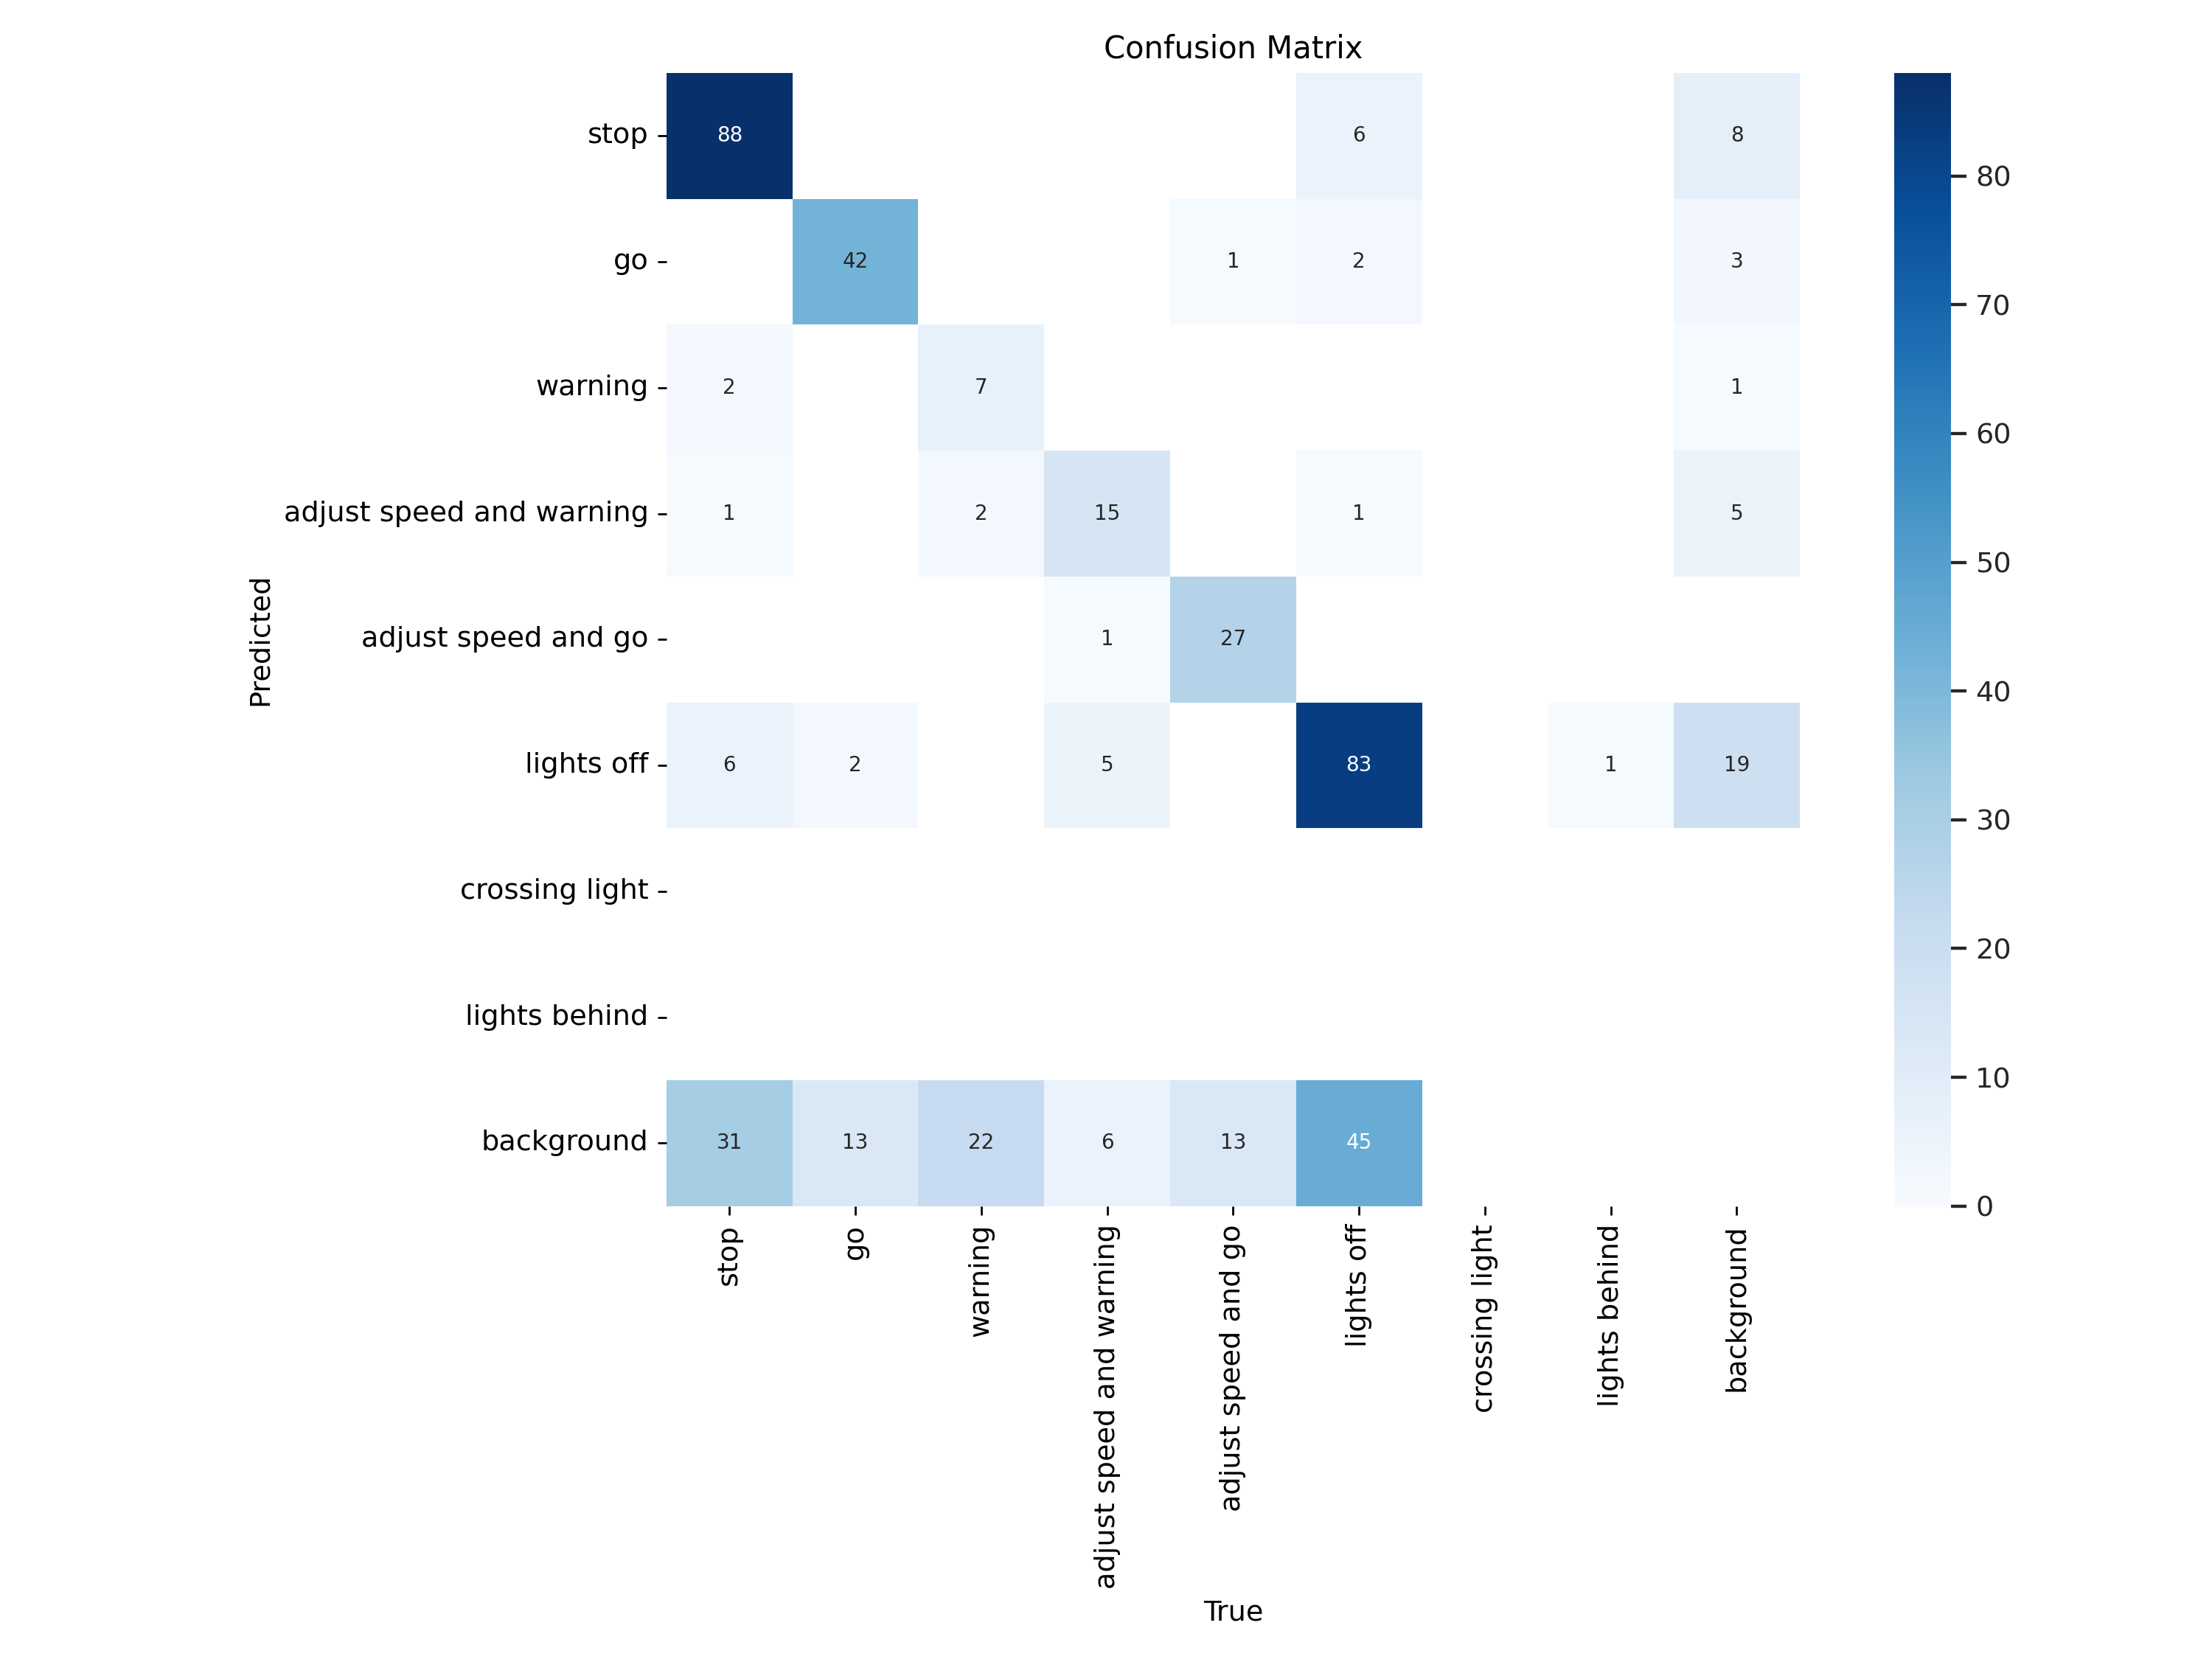 Confusion Matrix
stop 88 6 8
go 42 1 2 3
warning 2 7 1
adjust speed and warning 1 2 15 1 5
adjust speed and go 1 27
lights off 6 2 5 83 1 19
crossing light
lights behind
background 31 13 22 6 13 45
Predicted
stop
go
warning
adjust speed and warning
adjust speed and go
lights off
crossing light
lights behind
background
True
80
70
60
50
40
30
20
10
0